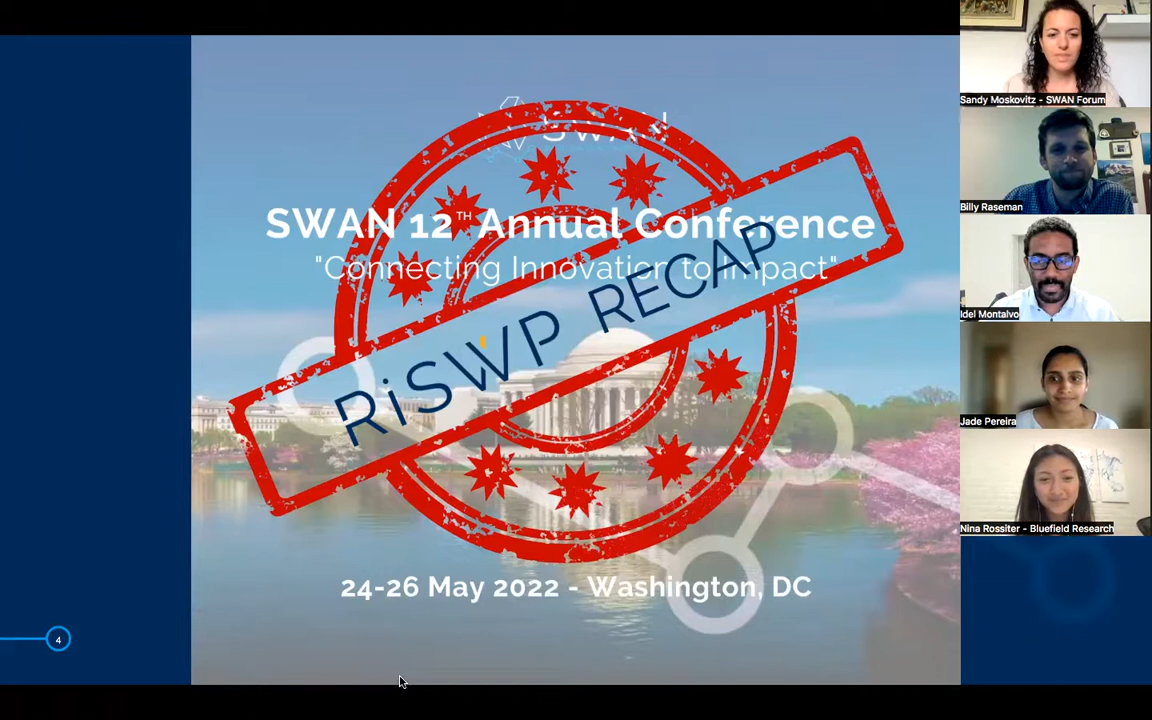 SWAN
SWAN 12TH Annual Conference
"Connecting Innovation to Impact"
RiSWP RECAP
24-26 May 2022 - Washington, DC
4
Sandy Moskovitz - SWAN Forum
Billy Raseman
Idel Montalvo
Jade Pereira
Nina Rossiter - Bluefield Research